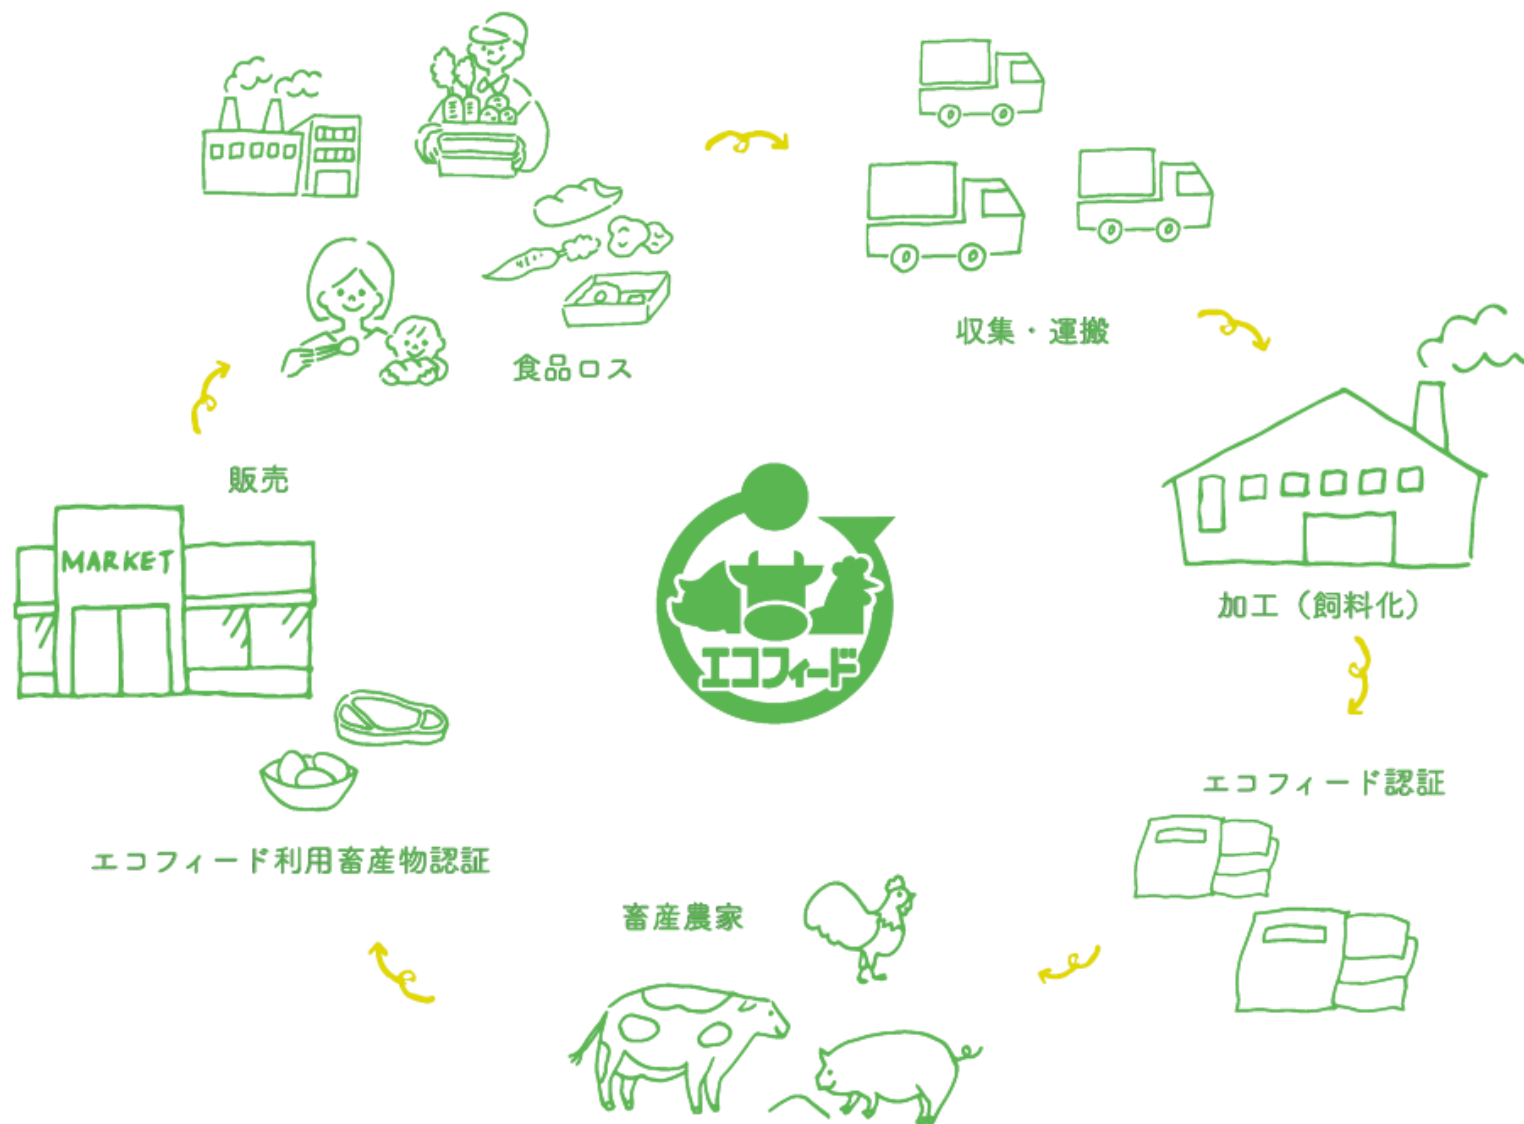 収集・運搬
食品ロス
販売
MARKET
加工（飼料化）
エコフィード
エコフィード認証
エコフィード利用畜産物認証
畜産農家